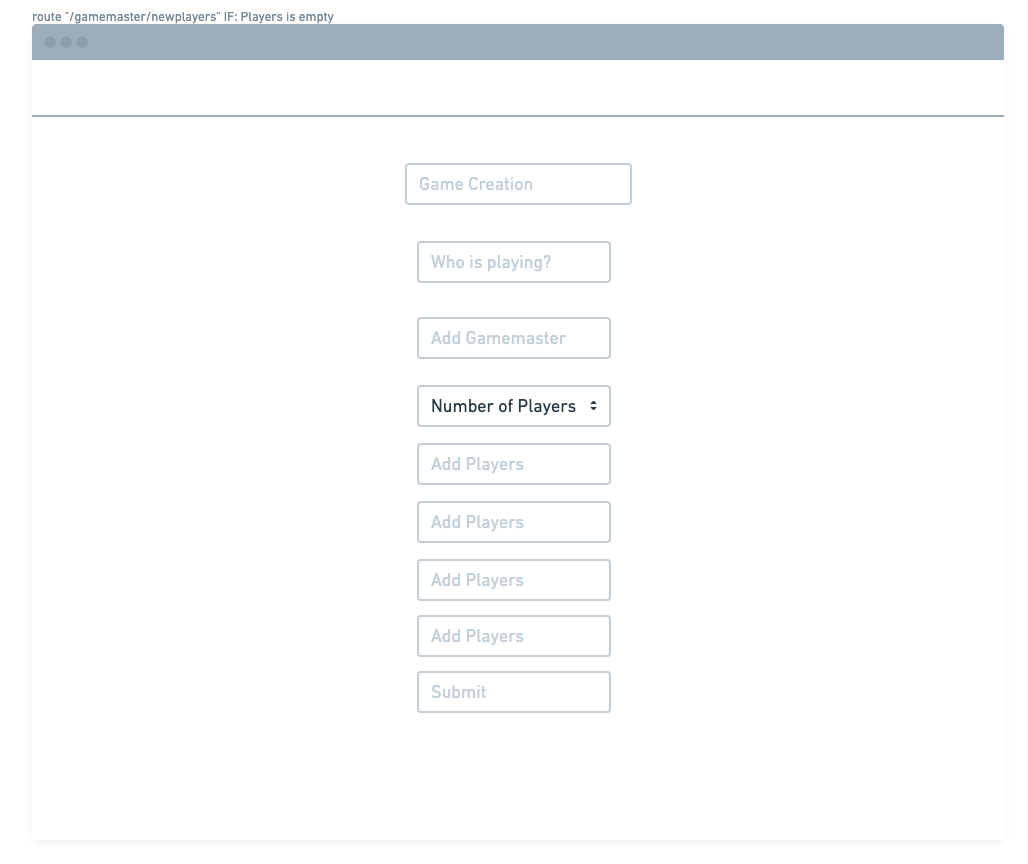 route "/gamemaster/newplayers" IF: Players is empty
Game Creation
Who is playing?
Add Gamemaster
Number of Players
Add Players
Add Players
Add Players
Add Players
Submit